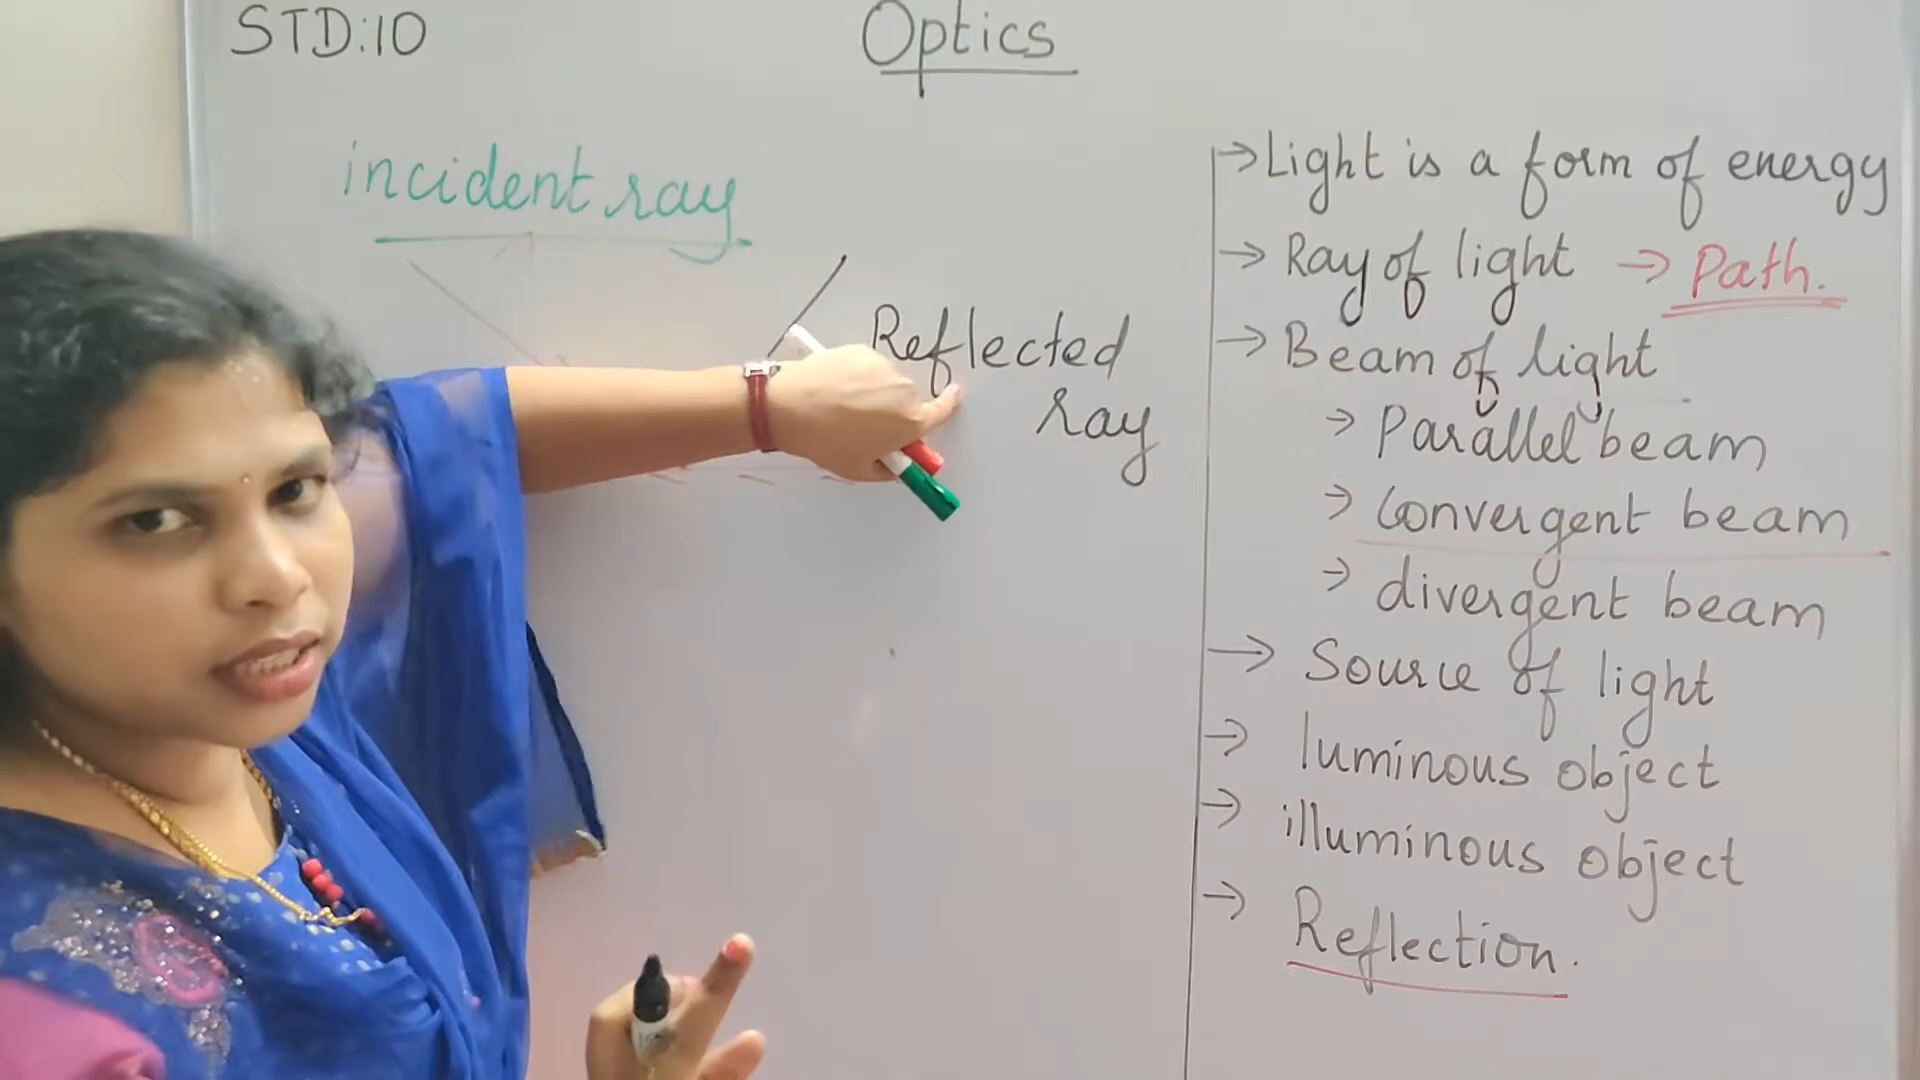 STD:10
Optics
incident ray
Reflected
ray
→Light is a form of energy
→ Ray of light → Path.
→ Beam of light
→ Parallel beam
→ Convergent beam
→ divergent beam
→ Source of light
→ luminous object
→ illuminous object
→ Reflection.